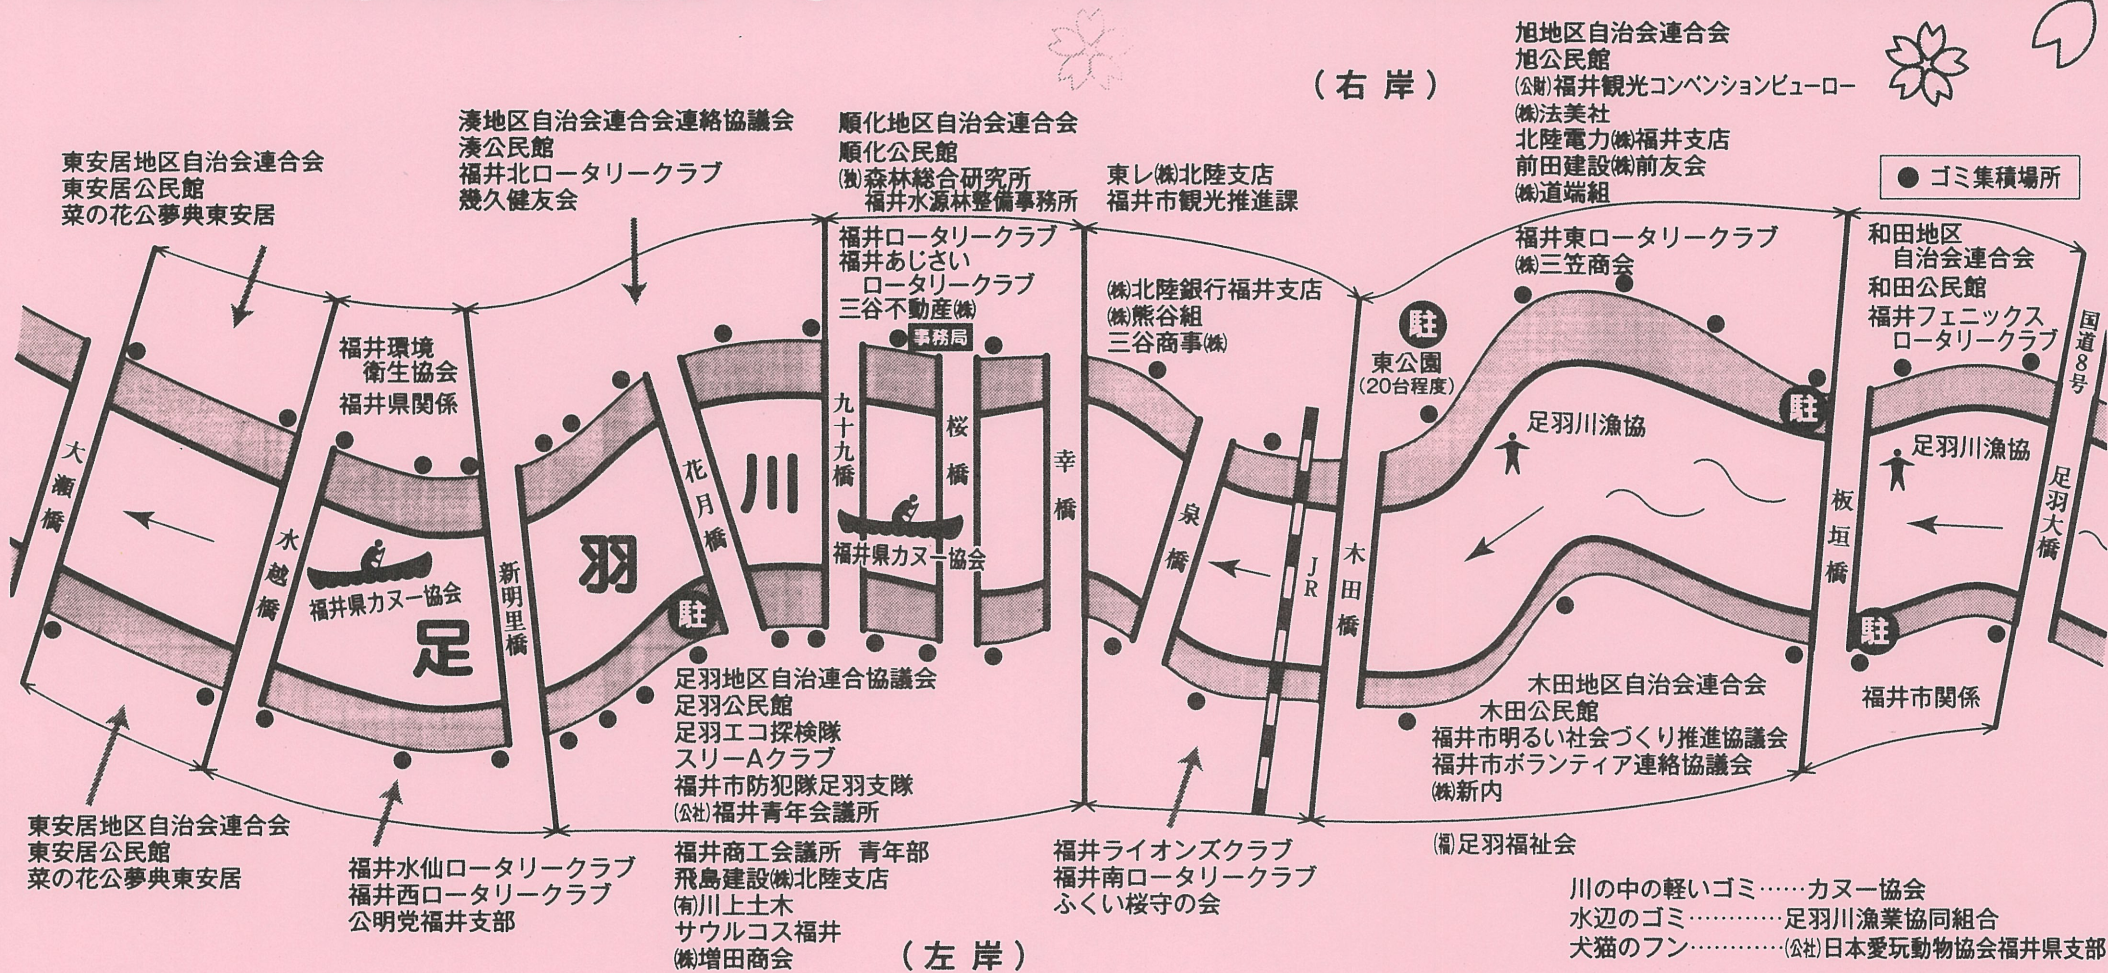 (右岸)
旭地区自治会連合会
旭公民館
㈶福井観光コンベンションビューロー
㈱法美社
北陸電力㈱福井支店
前田建設㈱前友会
㈱道端組
福井東ロータリークラブ
㈱三笠商会
● ゴミ集積場所
東安居地区自治会連合会
東安居公民館
菜の花公夢典東安居
湊地区自治会連合会連絡協議会
湊公民館
福井北ロータリークラブ
幾久健友会
順化地区自治会連合会
順化公民館
(独)森林総合研究所
福井水源林整備事務所
福井ロータリークラブ
福井あじさい
ロータリークラブ
三谷不動産㈱
事務局
東レ㈱北陸支店
福井市観光推進課
㈱北陸銀行福井支店
㈱熊谷組
三谷商事㈱
駐
東公園
(20台程度)
和田地区
自治会連合会
和田公民館
福井フェニックス
ロータリークラブ
国道8号
福井環境
衛生協会
福井県関係
大瀬橋
水越橋
新明里橋
花月橋
九十九橋
桜橋
幸橋
泉橋
JR
木田橋
板垣橋
足羽大橋
足羽川
福井県カヌー協会
福井県カヌー協会
足羽川漁協
足羽川漁協
駐
駐
駐
東安居地区自治会連合会
東安居公民館
菜の花公夢典東安居
福井水仙ロータリークラブ
福井西ロータリークラブ
公明党福井支部
足羽地区自治連合協議会
足羽公民館
足羽エコ探検隊
スリーAクラブ
福井市防犯隊足羽支隊
(公社)福井青年会議所
福井商工会議所 青年部
飛島建設㈱北陸支店
㈲川上土木
サウルコス福井
㈱増田商会
福井ライオンズクラブ
福井南ロータリークラブ
ふくい桜守の会
木田地区自治会連合会
木田公民館
福井市明るい社会づくり推進協議会
福井市ボランティア連絡協議会
㈱新内
(福)足羽福祉会
福井市関係
(左岸)
川の中の軽いゴミ……カヌー協会
水辺のゴミ…………足羽川漁業協同組合
犬猫のフン…………(公社)日本愛玩動物協会福井県支部